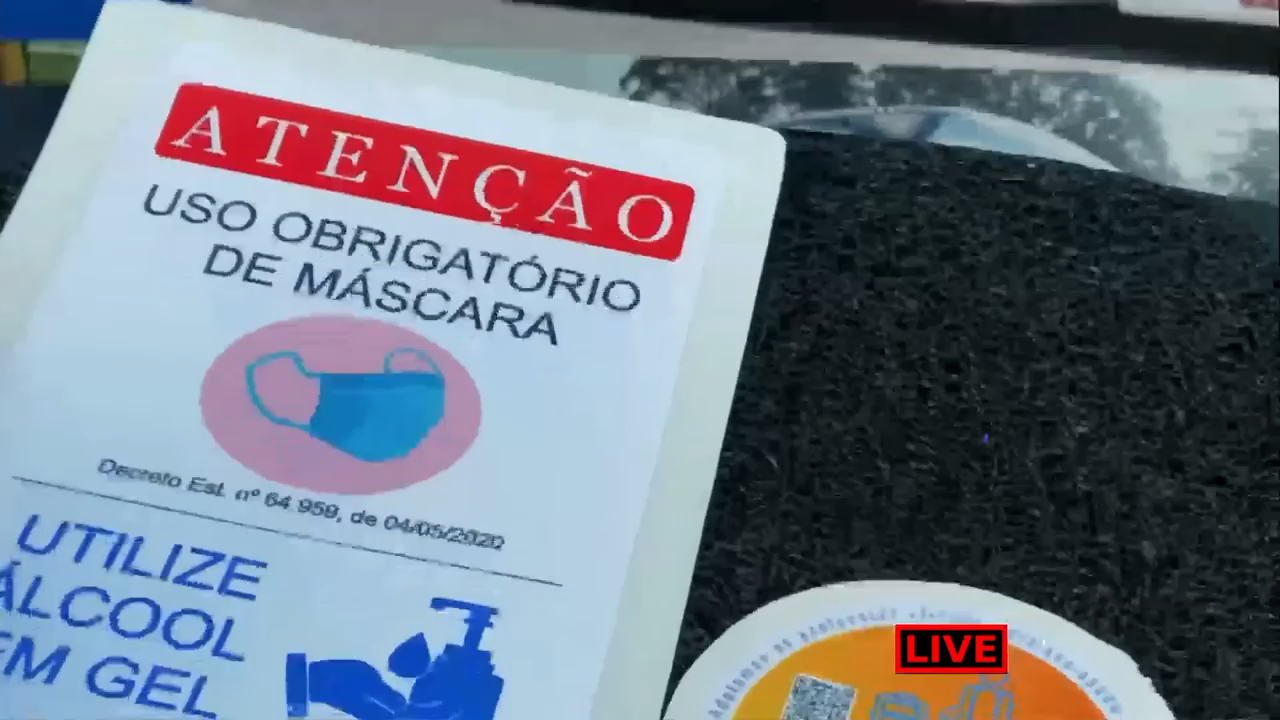 ATENÇÃO
USO OBRIGATÓRIO
DE MÁSCARA
Decreto Est. nº 64.959, de 04/05/2020
UTILIZE
ÁLCOOL
EM GEL
LIVE